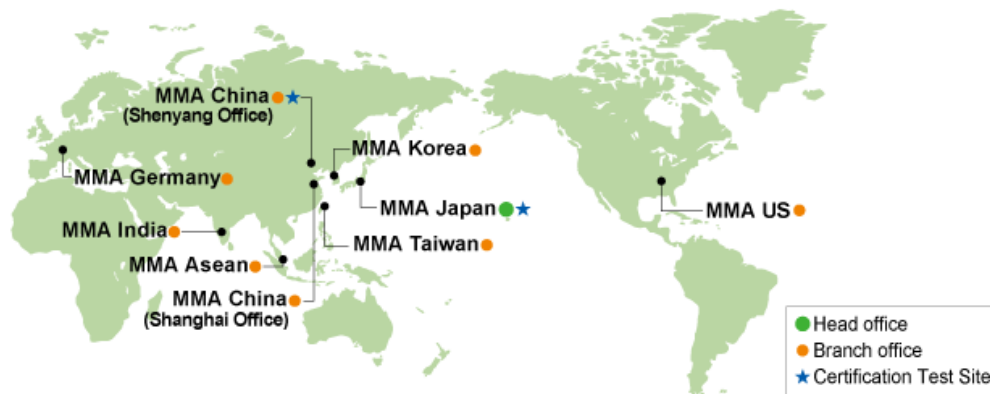 MMA China
(Shenyang Office)
MMA Korea
MMA Germany
MMA Japan
MMA US
MMA India
MMA Taiwan
MMA Asean
MMA China
(Shanghai Office)
Head office
Branch office
Certification Test Site